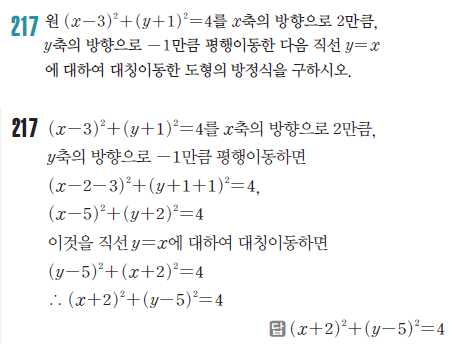 217 원 (x-3)²+(y+1)²=4를 x축의 방향으로 2만큼,
y축의 방향으로 -1만큼 평행이동한 다음 직선 y=x
에 대하여 대칭이동한 도형의 방정식을 구하시오.
217 (x-3)²+(y+1)²=4를 x축의 방향으로 2만큼,
y축의 방향으로 -1만큼 평행이동하면
(x-2-3)²+(y+1+1)²=4,
(x-5)²+(y+2)²=4
이것을 직선 y=x에 대하여 대칭이동하면
(y-5)²+(x+2)²=4
∴ (x+2)²+(y-5)²=4
답 (x+2)²+(y-5)²=4